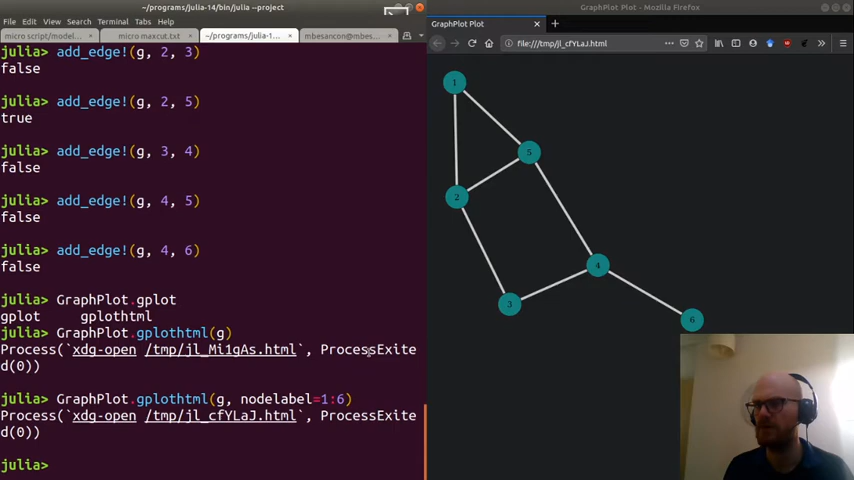 ~/programs/julia-14/bin/julia --project
File Edit View Search Terminal Tabs Help
micro script/model... × micro maxcut.txt × ~/programs/julia-1... × mbesancon@mbes... ×
julia> add_edge!(g, 2, 3)
false
julia> add_edge!(g, 2, 5)
true
julia> add_edge!(g, 3, 4)
false
julia> add_edge!(g, 4, 5)
false
julia> add_edge!(g, 4, 6)
false
julia> GraphPlot.gplot
gplot gplothtml
julia> GraphPlot.gplothtml(g)
Process(`xdg-open /tmp/jl_Mi1gAs.html`, ProcessExite
d(0))
julia> GraphPlot.gplothtml(g, nodelabel=1:6)
Process(`xdg-open /tmp/jl_cfYLaJ.html`, ProcessExite
d(0))
julia>
GraphPlot Plot - Mozilla Firefox
GraphPlot Plot × +
file:///tmp/jl_cfYLaJ.html
1
5
2
4
3
6